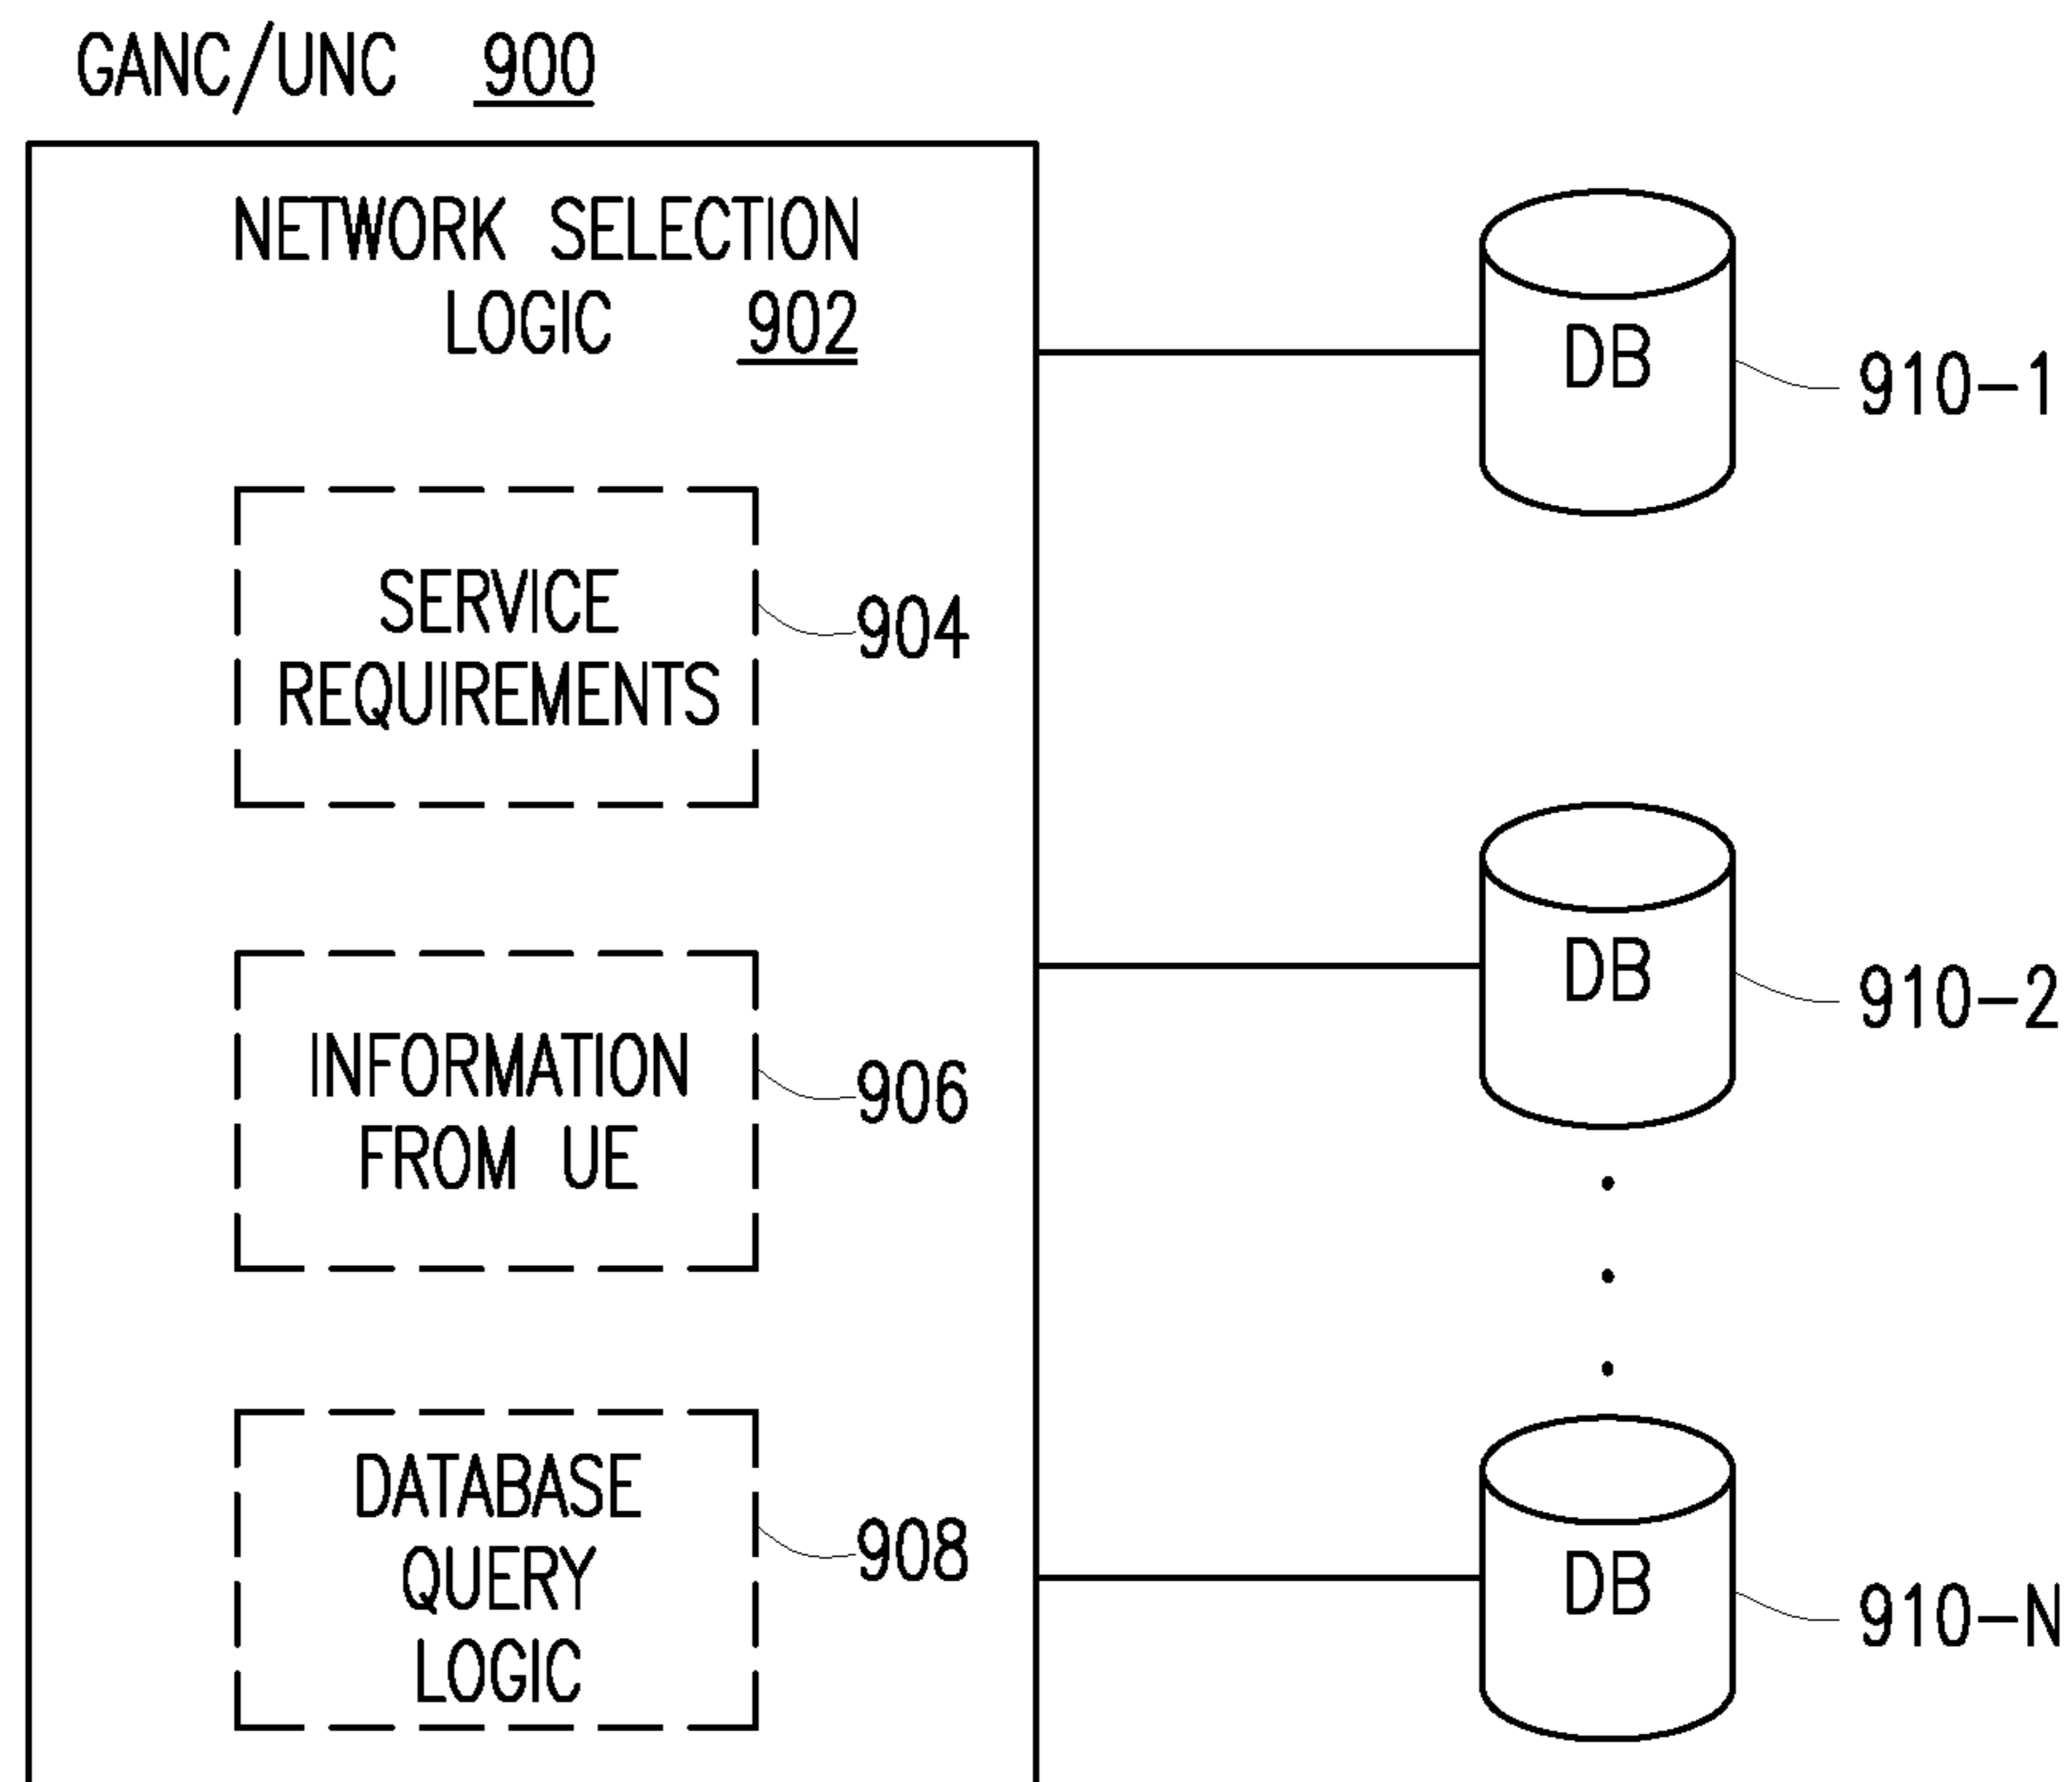 GANC/UNC 900
NETWORK SELECTION
LOGIC 902
SERVICE
REQUIREMENTS
904
INFORMATION
FROM UE
906
DATABASE
QUERY
LOGIC
908
DB
910-1
DB
910-2
DB
910-N